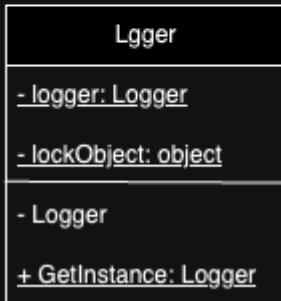 Lgger
- logger: Logger
- lockObject: object
- Logger
+ GetInstance: Logger